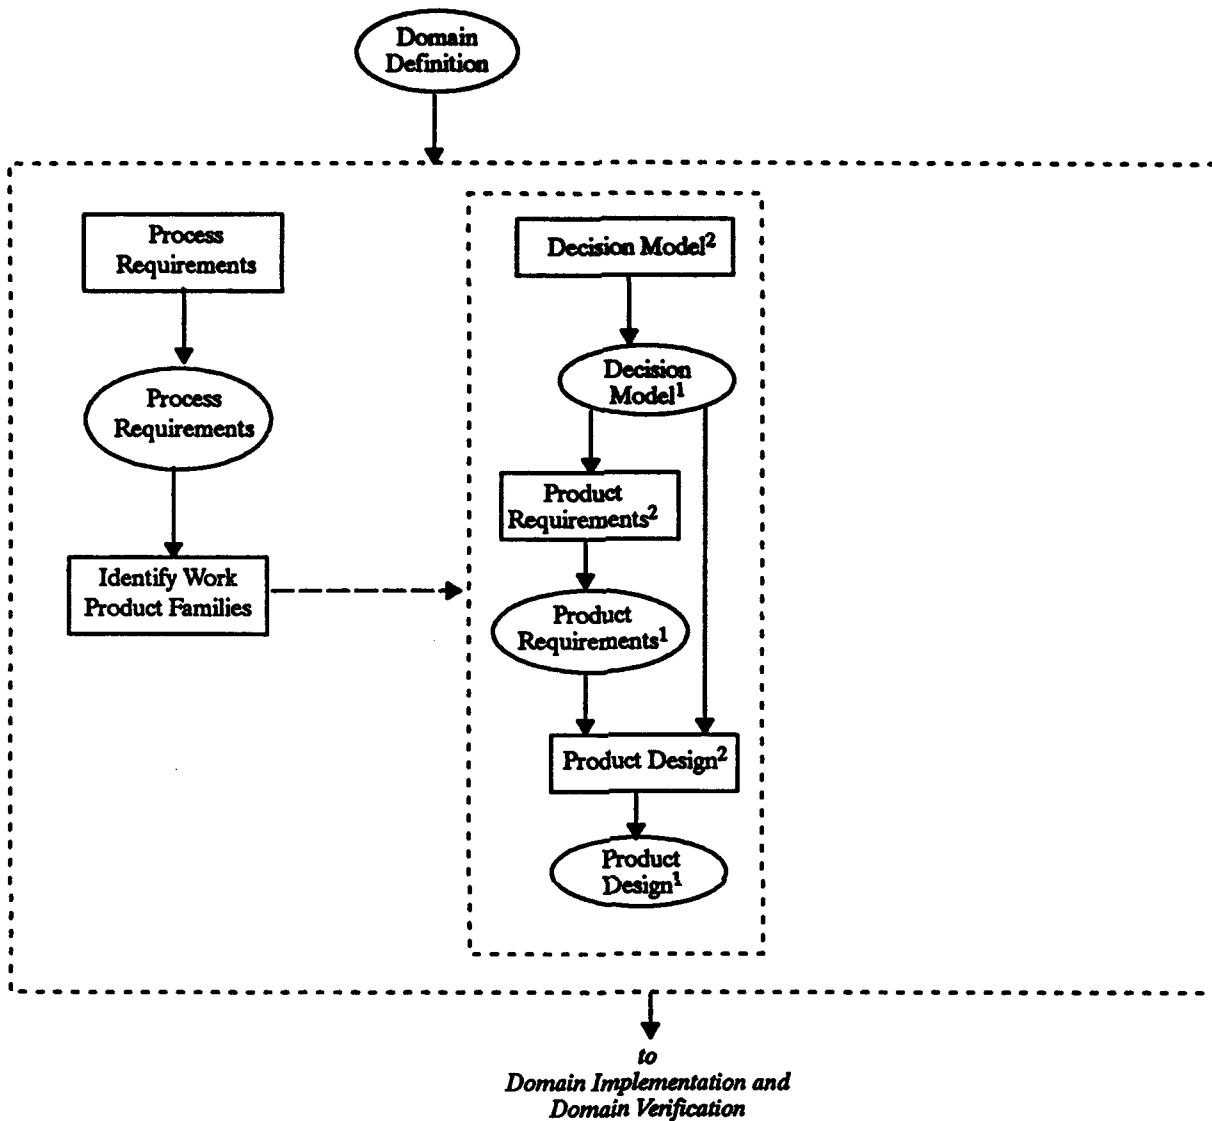 Domain
Definition
Process
Requirements
Process
Requirements
Identify Work
Product Families
Decision Model²
Decision
Model¹
Product
Requirements²
Product
Requirements¹
Product Design²
Product
Design¹
to
Domain Implementation and
Domain Verification